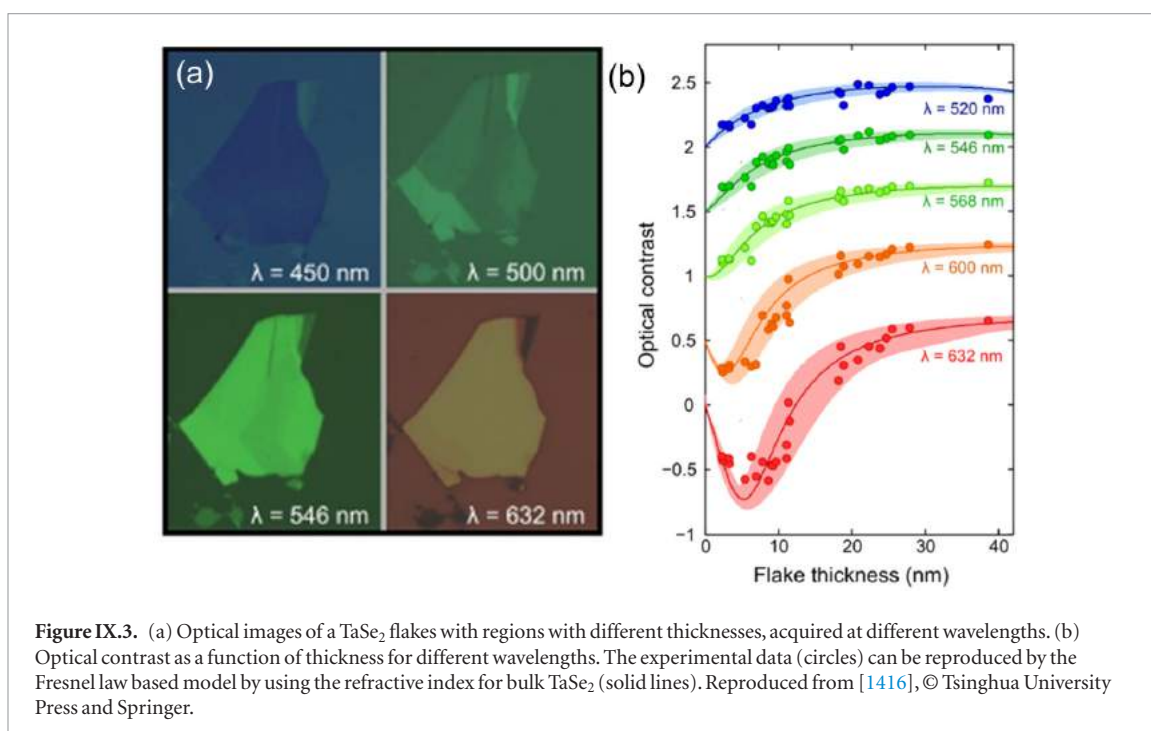 (a)
λ = 450 nm
λ = 500 nm
λ = 546 nm
λ = 632 nm
(b)
Optical contrast
2.5
2
1.5
1
0.5
0
−0.5
−1
λ = 520 nm
λ = 546 nm
λ = 568 nm
λ = 600 nm
λ = 632 nm
0 10 20 30 40
Flake thickness (nm)
Figure IX.3. (a) Optical images of a TaSe₂ flakes with regions with different thicknesses, acquired at different wavelengths. (b)
Optical contrast as a function of thickness for different wavelengths. The experimental data (circles) can be reproduced by the
Fresnel law based model by using the refractive index for bulk TaSe₂ (solid lines). Reproduced from [1416], © Tsinghua University
Press and Springer.